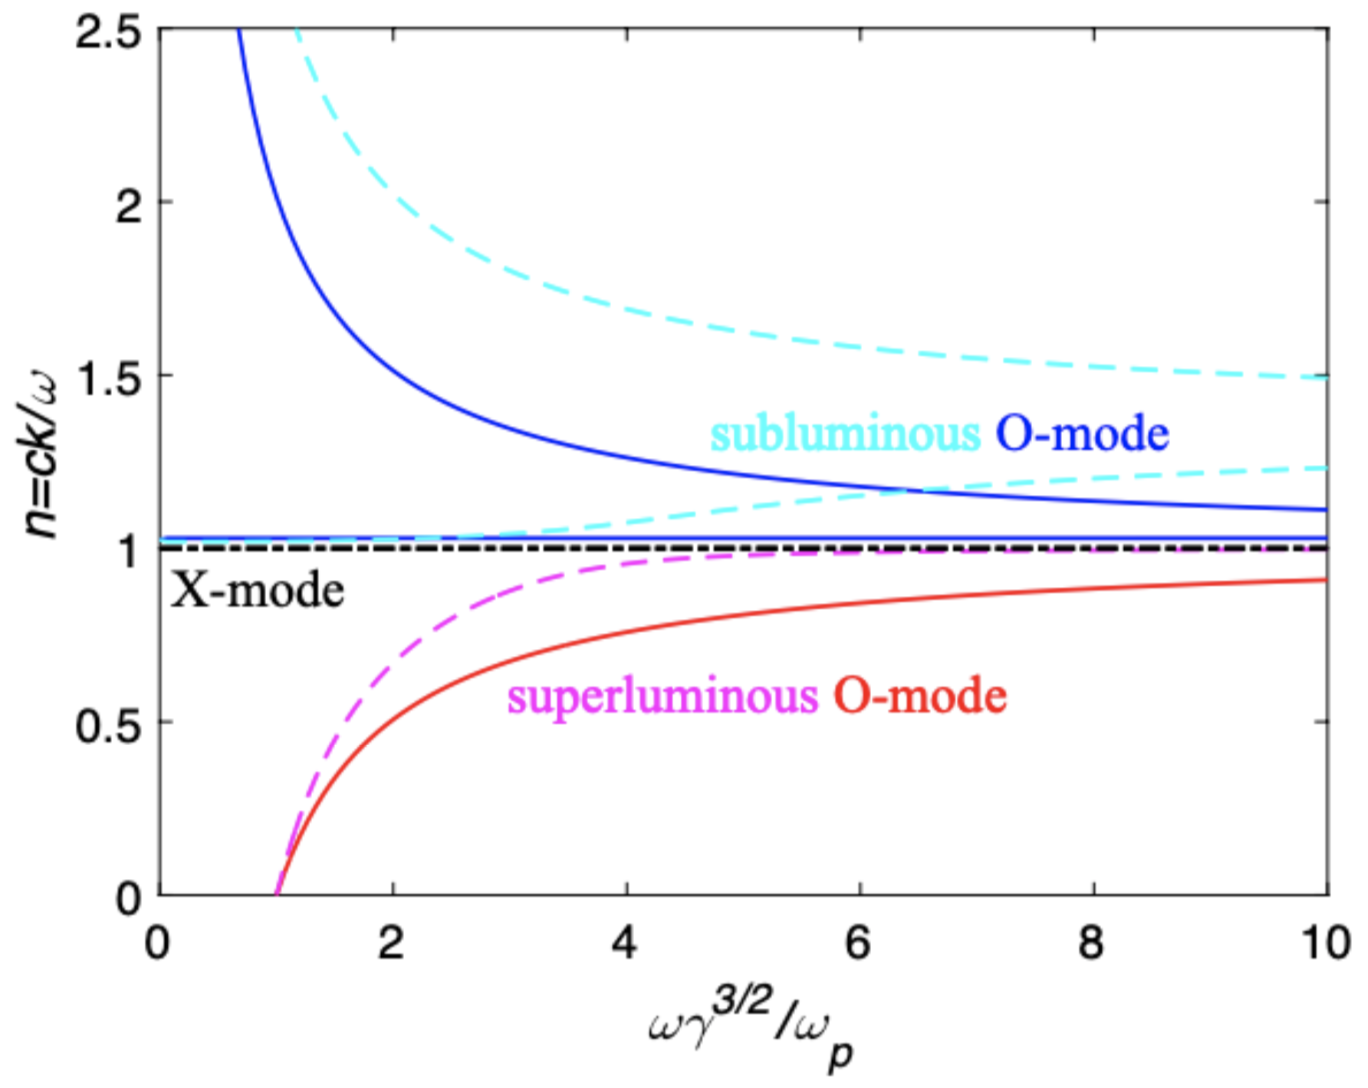 2.5
2
1.5
1
0.5
0
n=ck/ω
subluminous O-mode
X-mode
superluminous O-mode
0 2 4 6 8 10
ωγ^3/2/ω_p